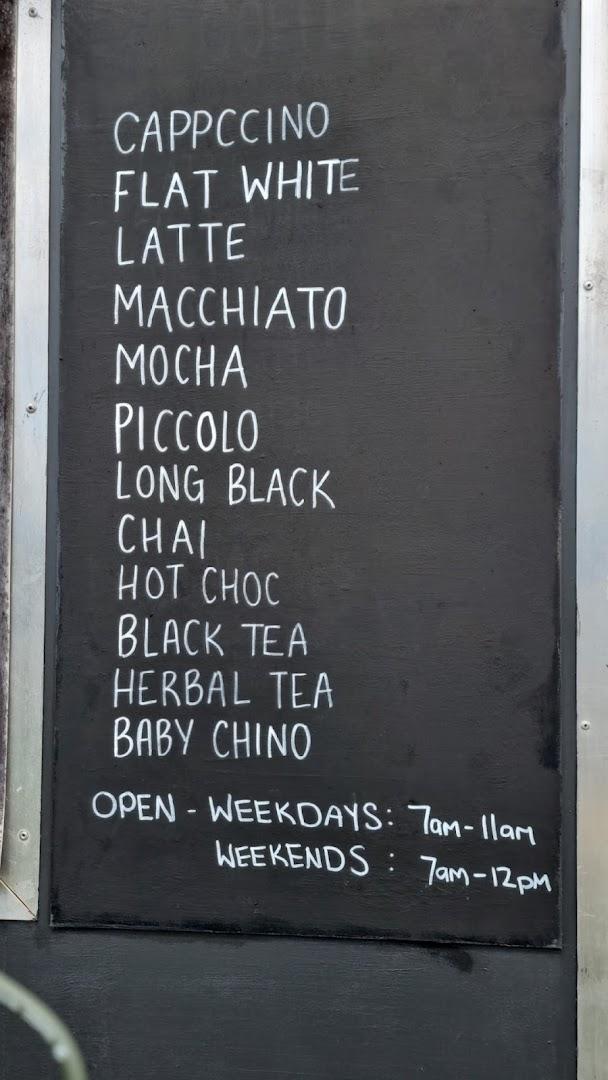 CAPPCCINO
FLAT WHITE
LATTE
MACCHIATO
MOCHA
PICCOLO
LONG BLACK
CHAI
HOT CHOC
BLACK TEA
HERBAL TEA
BABY CHINO
OPEN - WEEKDAYS: 7am-11am
WEEKENDS : 7am-12pm